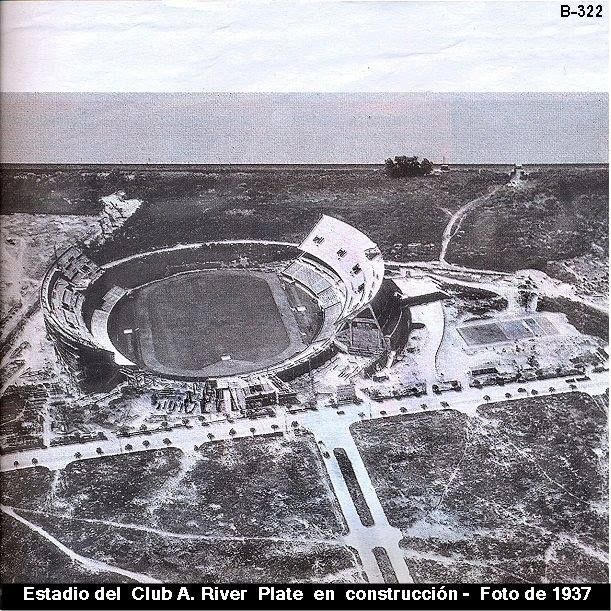 B-322
Estadio del Club A. River Plate en construcción - Foto de 1937